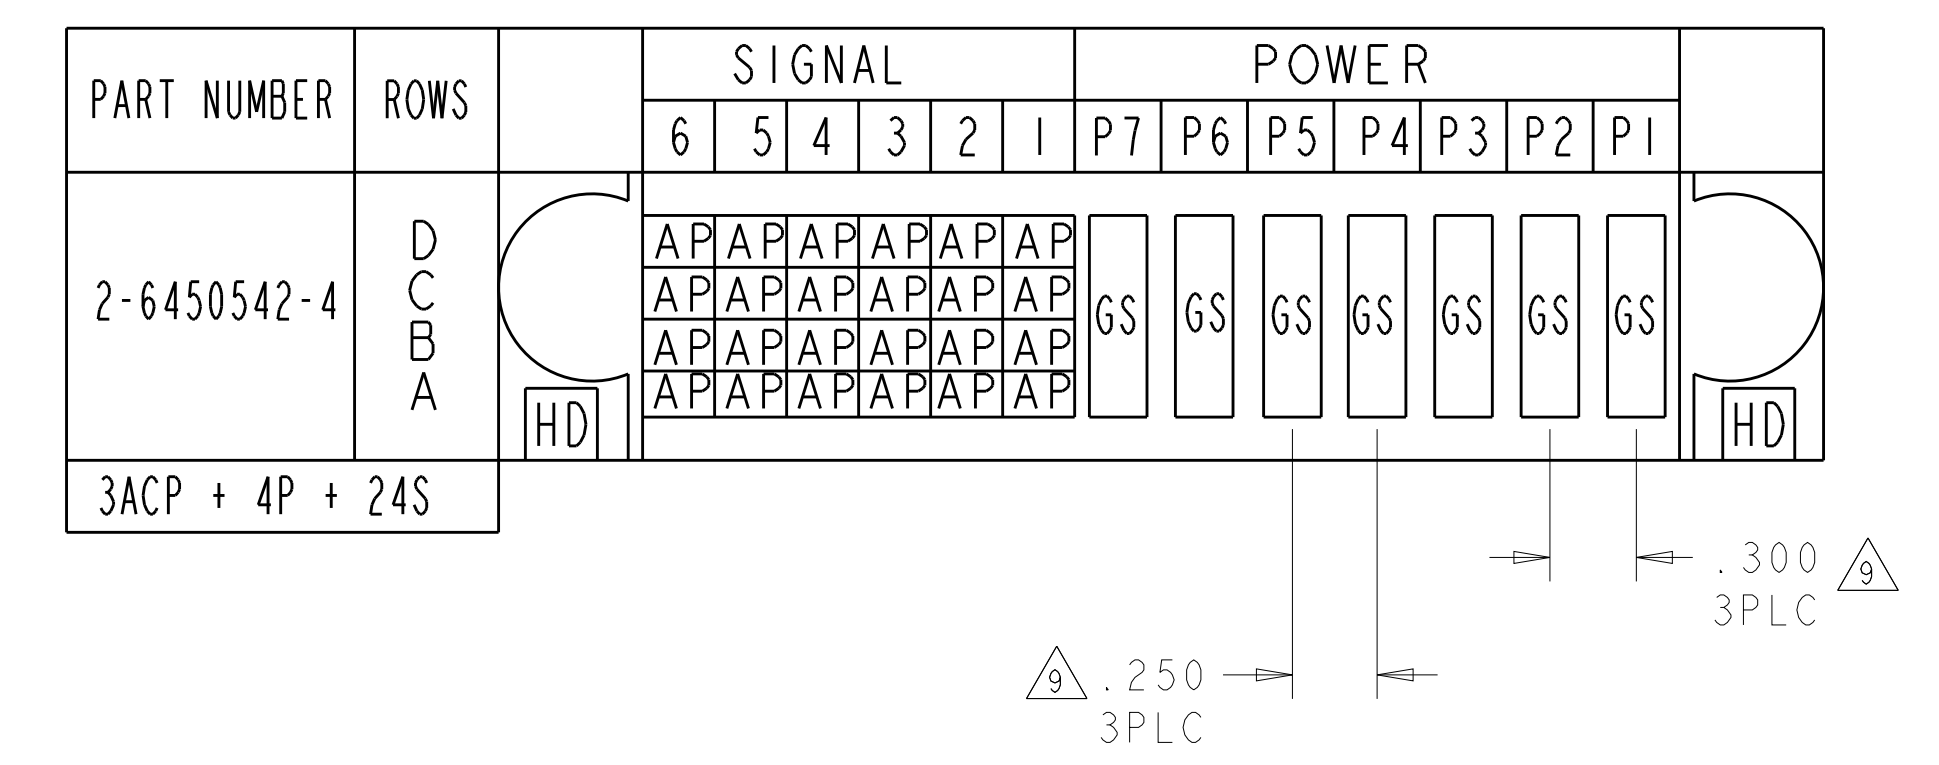 PART NUMBER ROWS SIGNAL POWER
6 5 4 3 2 1 P7 P6 P5 P4 P3 P2 P1
D AP AP AP AP AP AP
C AP AP AP AP AP AP
2-6450542-4 GS GS GS GS GS GS GS
B AP AP AP AP AP AP
A AP AP AP AP AP AP
HD HD
3ACP + 4P + 24S
.300 9
3PLC
9 .250
3PLC